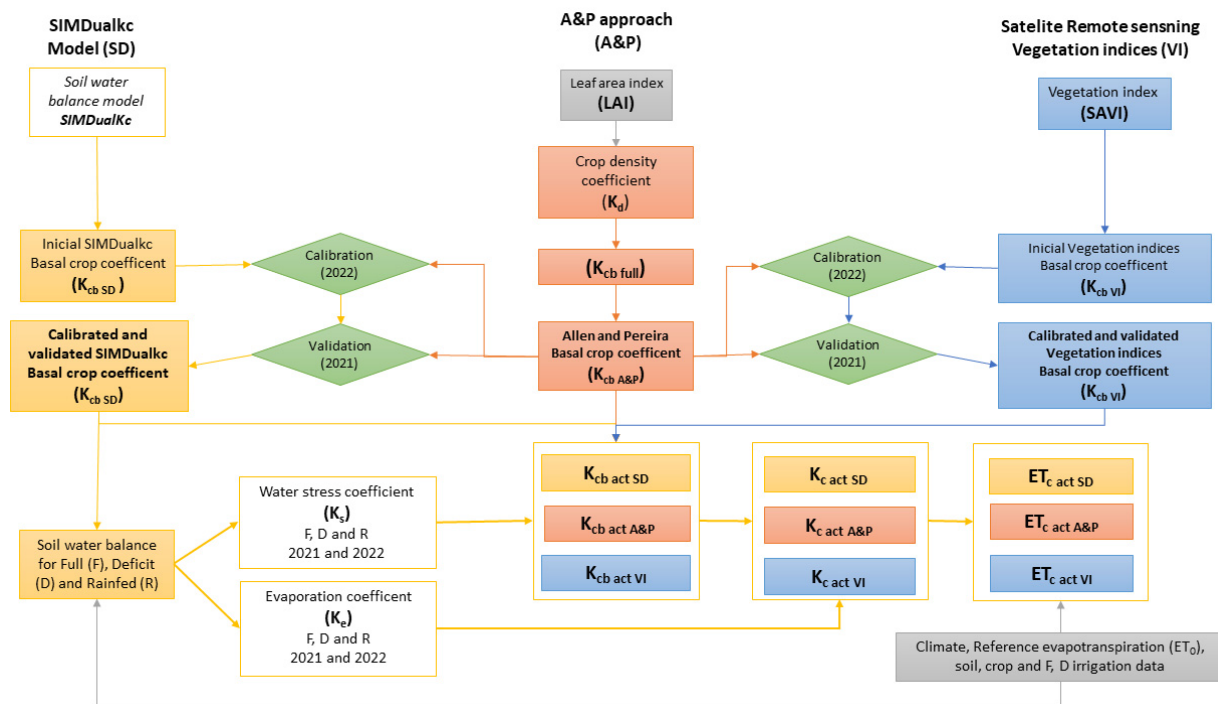 SIMDualkc
Model (SD)
A&P approach
(A&P)
Satelite Remote sensning
Vegetation indices (VI)
Soil water
balance model
SIMDualKc
Leaf area index
(LAI)
Vegetation index
(SAVI)
Crop density
coefficient
(Kd)
Inicial SIMDualkc
Basal crop coefficent
(Kcb SD)
Calibration
(2022)
(Kcb full)
Calibration
(2022)
Inicial Vegetation indices
Basal crop coefficent
(Kcb VI)
Calibrated and
validated SIMDualkc
Basal crop coefficent
(Kcb SD)
Validation
(2021)
Allen and Pereira
Basal crop coefficent
(Kcb A&P)
Validation
(2021)
Calibrated and validated
Vegetation indices
Basal crop coefficent
(Kcb VI)
Soil water balance
for Full (F), Deficit
(D) and Rainfed (R)
Water stress coefficient
(Ks)
F, D and R
2021 and 2022
Evaporation coefficent
(Ke)
F, D and R
2021 and 2022
Kcb act SD
Kcb act A&P
Kcb act VI
Kc act SD
Kc act A&P
Kc act VI
ETc act SD
ETc act A&P
ETc act VI
Climate, Reference evapotranspiration (ET0),
soil, crop and F, D irrigation data